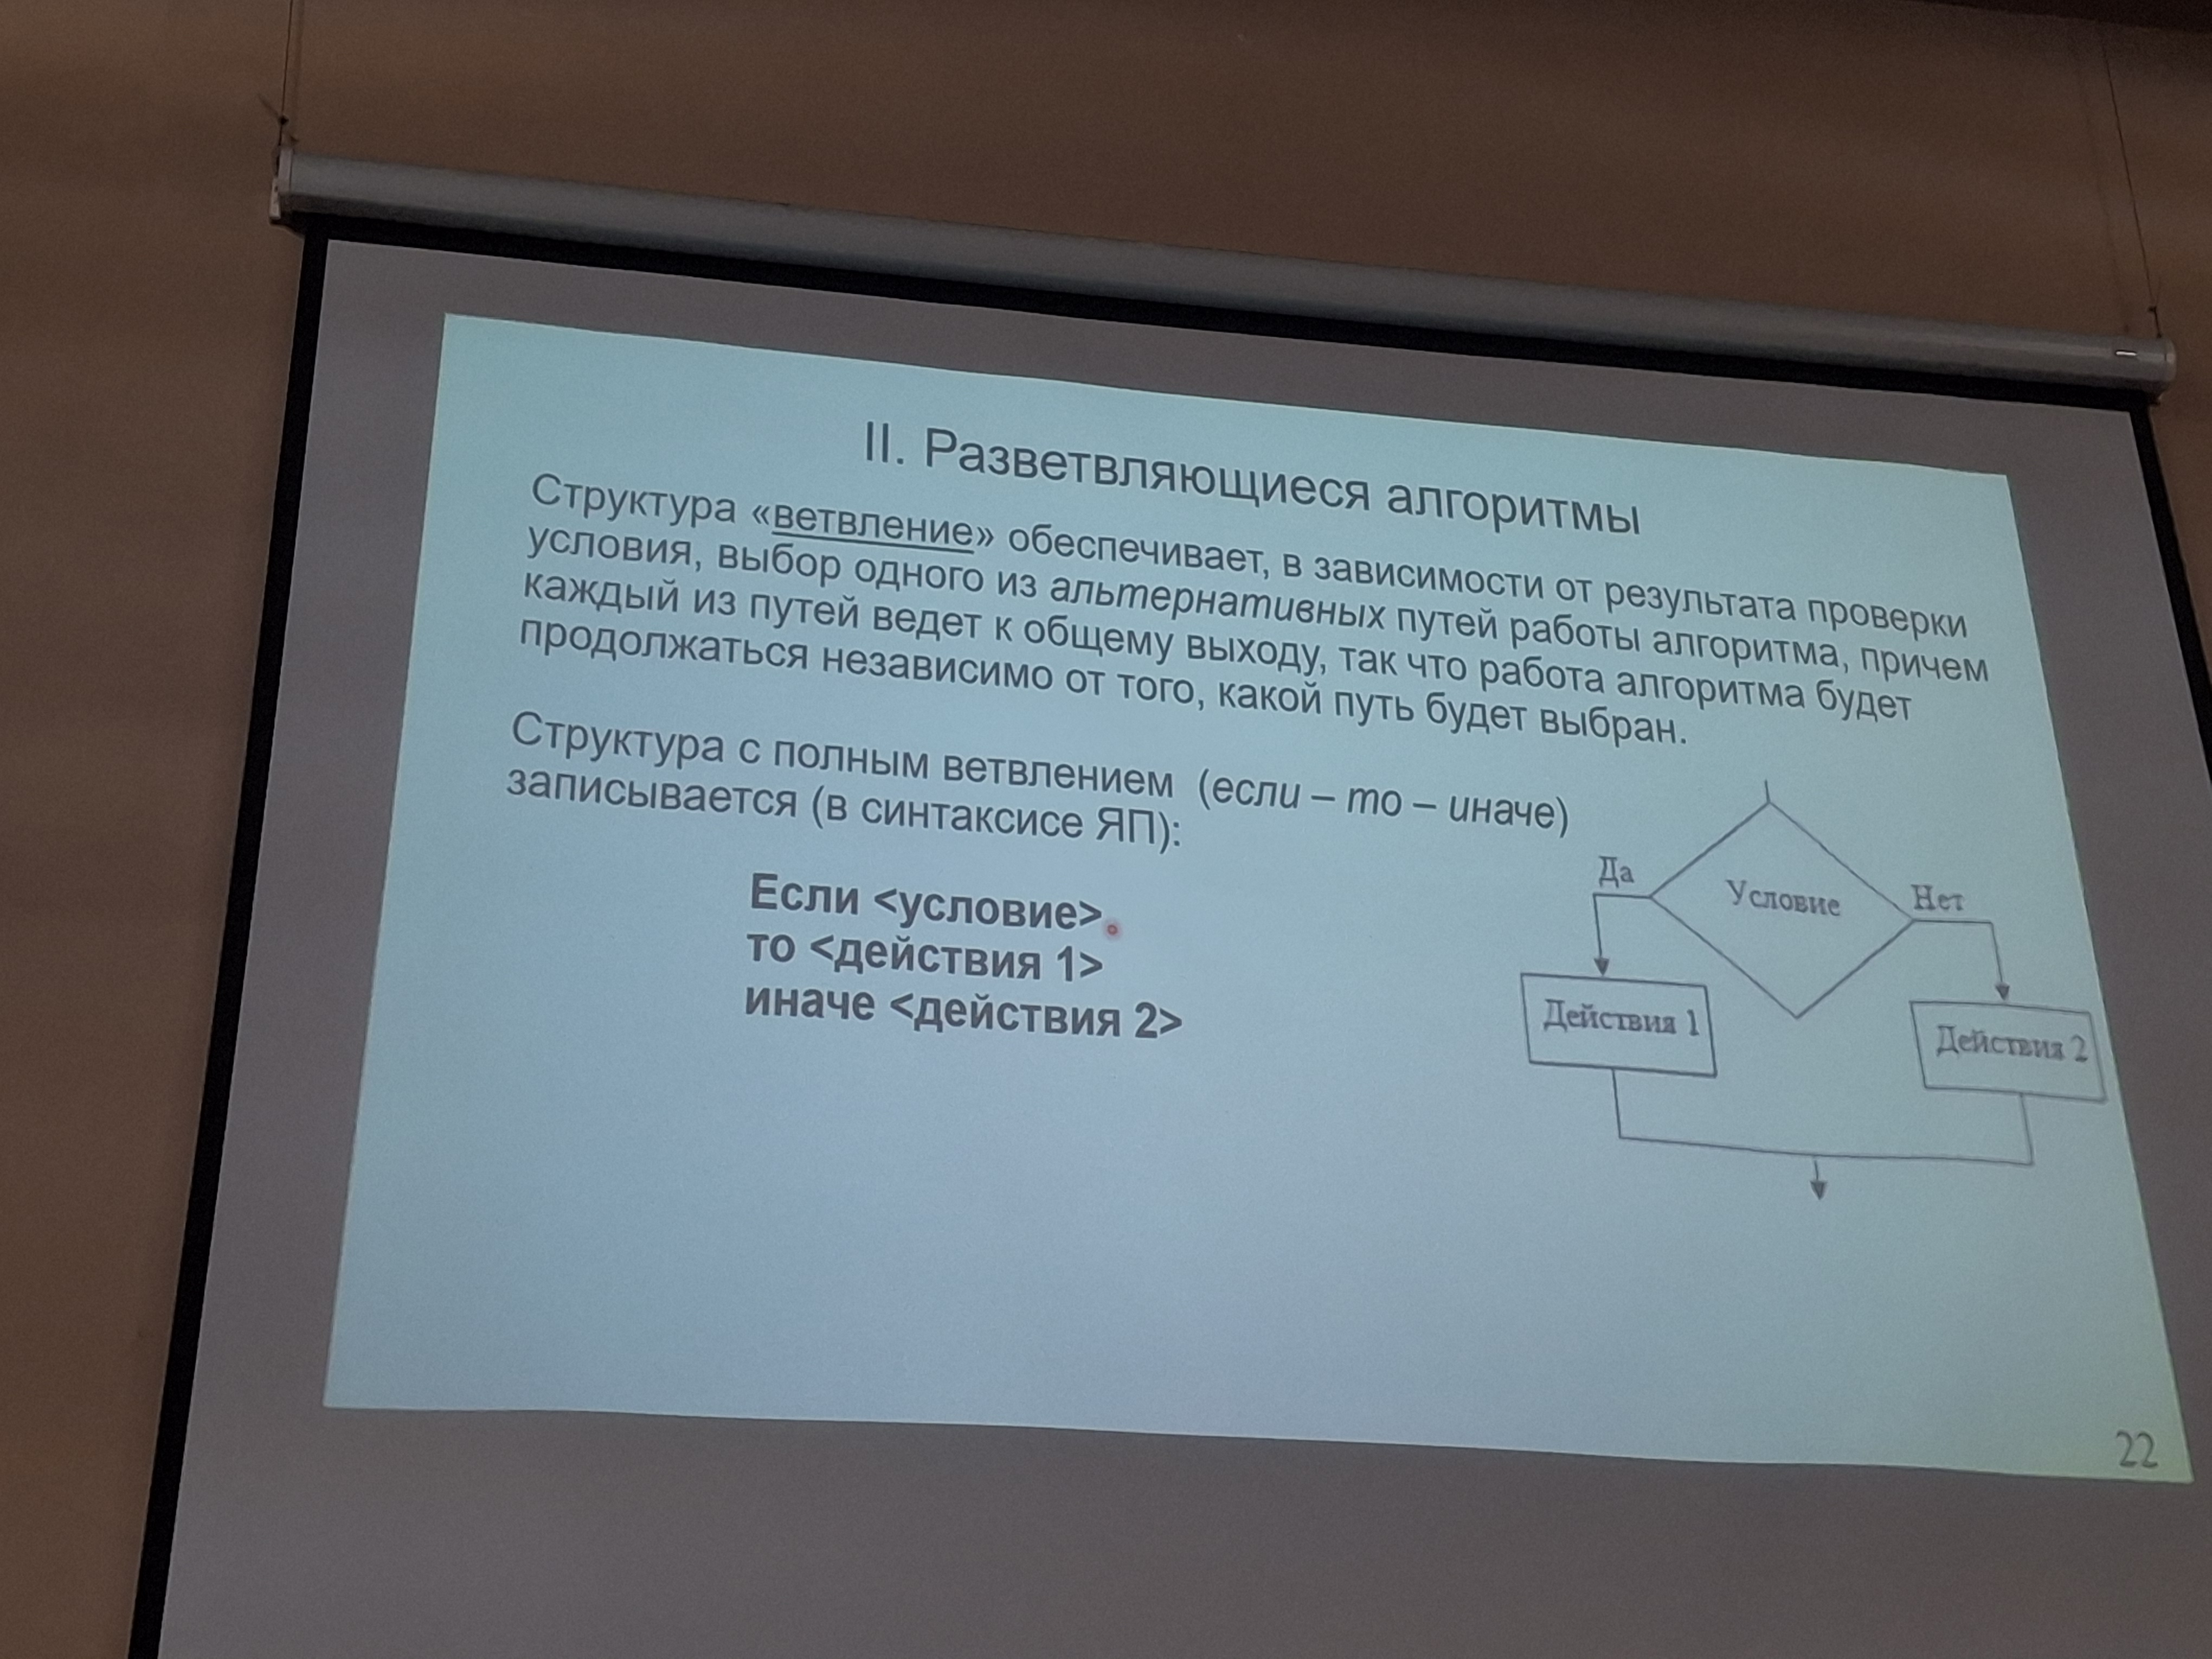 II. Разветвляющиеся алгоритмы
Структура «ветвление» обеспечивает, в зависимости от результата проверки
условия, выбор одного из альтернативных путей работы алгоритма, причем
каждый из путей ведет к общему выходу, так что работа алгоритма будет
продолжаться независимо от того, какой путь будет выбран.
Структура с полным ветвлением (если – то – иначе)
записывается (в синтаксисе ЯП):
Если <условие>
то <действия 1>
иначе <действия 2>
Да
Условие
Нет
Действия 1
Действия 2
22